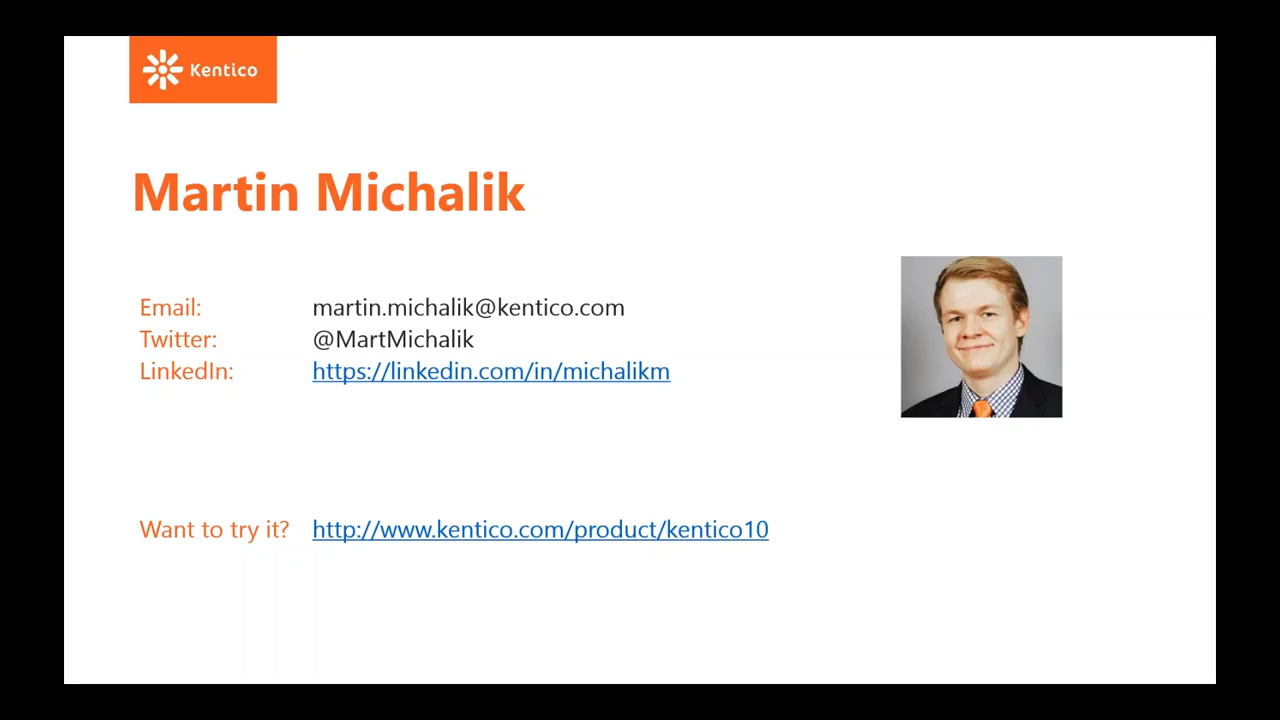 Kentico
Martin Michalik
Email: martin.michalik@kentico.com
Twitter: @MartMichalik
LinkedIn: https://linkedin.com/in/michalikm
Want to try it? http://www.kentico.com/product/kentico10